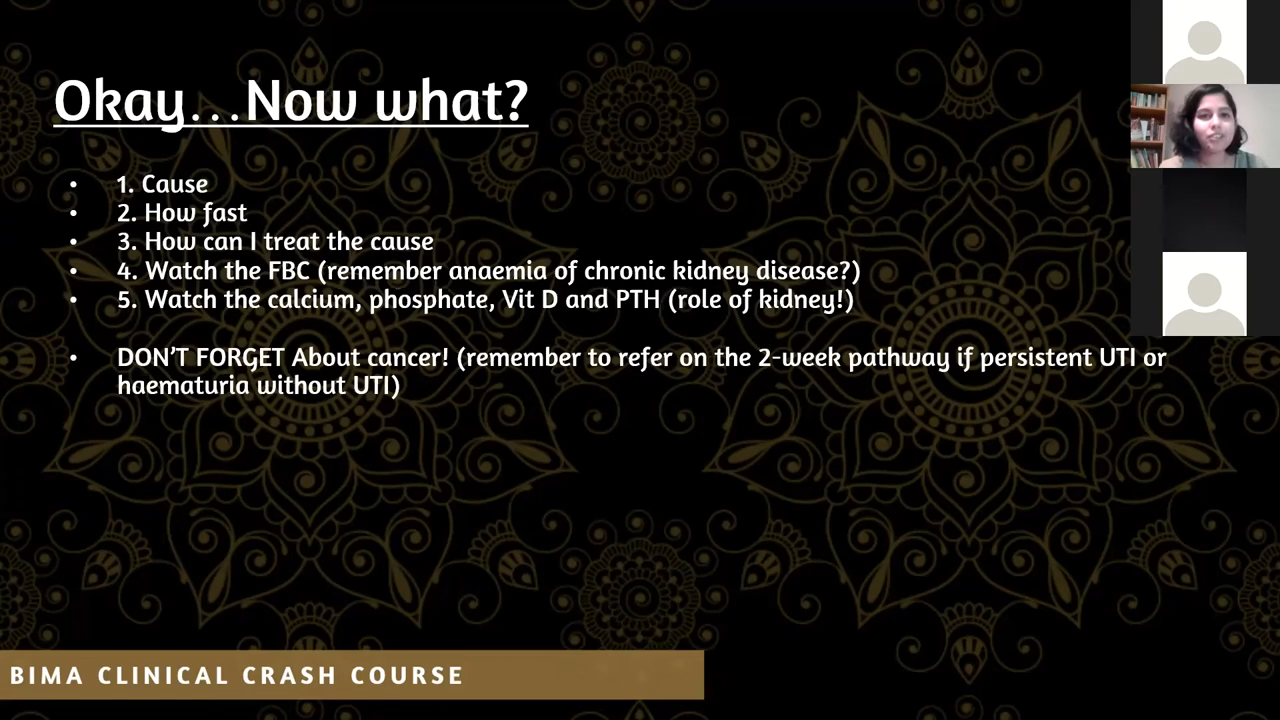 Okay...Now what?
• 1. Cause
• 2. How fast
• 3. How can I treat the cause
• 4. Watch the FBC (remember anaemia of chronic kidney disease?)
• 5. Watch the calcium, phosphate, Vit D and PTH (role of kidney!)
• DON’T FORGET About cancer! (remember to refer on the 2-week pathway if persistent UTI or
haematuria without UTI)
BIMA CLINICAL CRASH COURSE